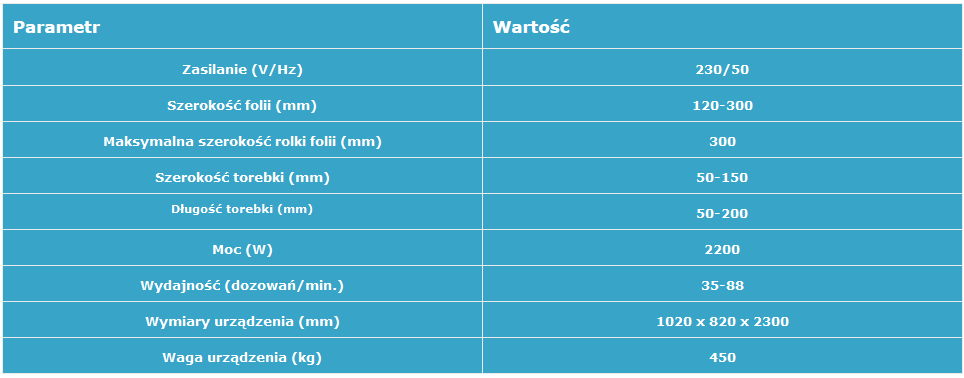 Parametr Wartość
Zasilanie (V/Hz) 230/50
Szerokość folii (mm) 120-300
Maksymalna szerokość rolki folii (mm) 300
Szerokość torebki (mm) 50-150
Długość torebki (mm) 50-200
Moc (W) 2200
Wydajność (dozowań/min.) 35-88
Wymiary urządzenia (mm) 1020 x 820 x 2300
Waga urządzenia (kg) 450